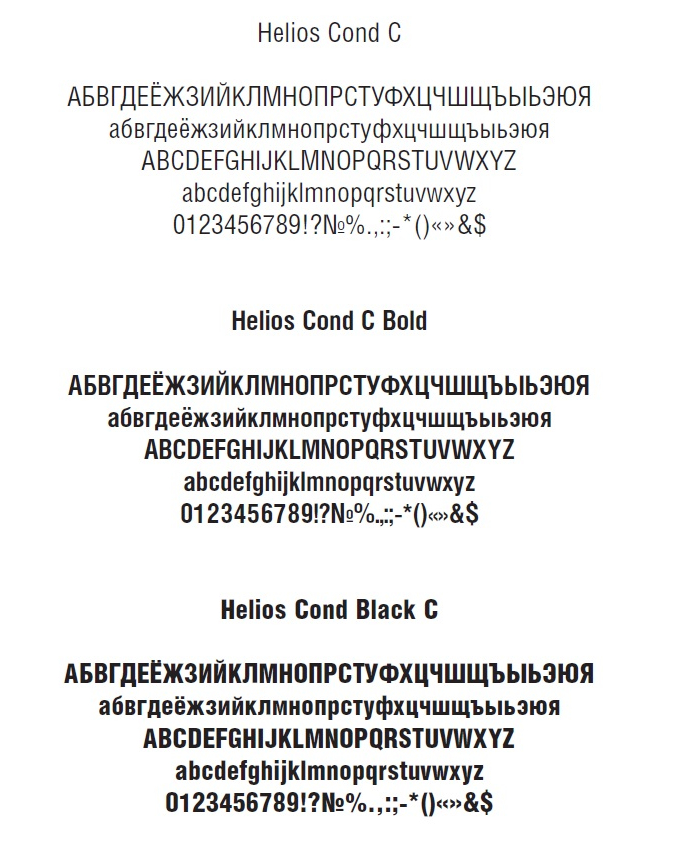 Helios Cond C
АБВГДЕЁЖЗИЙКЛМНОПРСТУФХЦЧШЩЪЫЬЭЮЯ
абвгдеёжзийклмнопрстуфхцчшщъыьэюя
ABCDEFGHIJKLMNOPQRSTUVWXYZ
abcdefghijklmnopqrstuvwxyz
0123456789!?№%.,:;-*()«»&$
Helios Cond C Bold
АБВГДЕЁЖЗИЙКЛМНОПРСТУФХЦЧШЩЪЫЬЭЮЯ
абвгдеёжзийклмнопрстуфхцчшщъыьэюя
ABCDEFGHIJKLMNOPQRSTUVWXYZ
abcdefghijklmnopqrstuvwxyz
0123456789!?№%.,:;-*()«»&$
Helios Cond Black C
АБВГДЕЁЖЗИЙКЛМНОПРСТУФХЦЧШЩЪЫЬЭЮЯ
абвгдеёжзийклмнопрстуфхцчшщъыьэюя
ABCDEFGHIJKLMNOPQRSTUVWXYZ
abcdefghijklmnopqrstuvwxyz
0123456789!?№%.,:;-*()«»&$